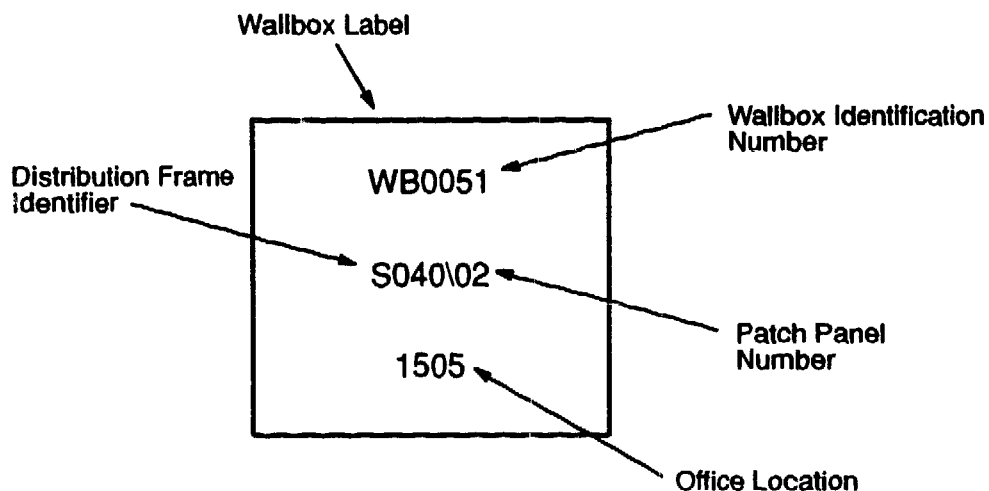 Wallbox Label
Wallbox Identification
Number
WB0051
Distribution Frame
Identifier
S040\02
Patch Panel
Number
1505
Office Location